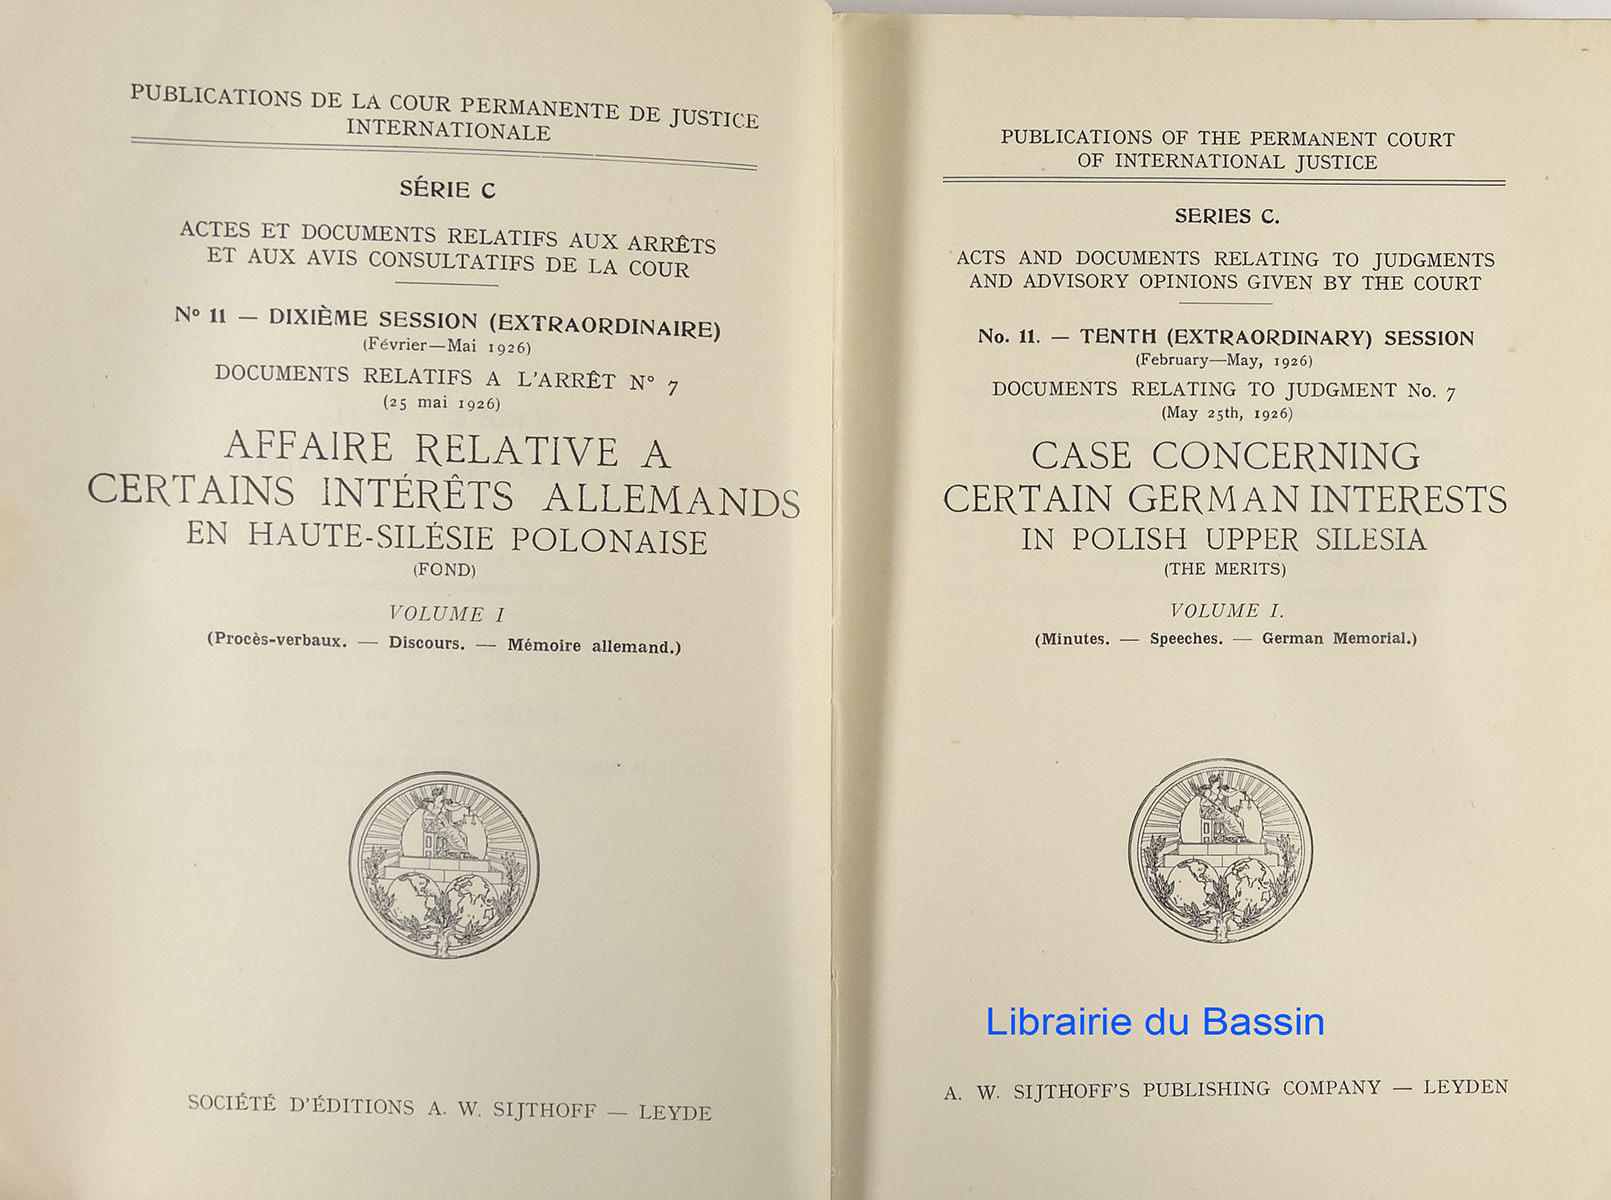 PUBLICATIONS DE LA COUR PERMANENTE DE JUSTICE
INTERNATIONALE
SÉRIE C
ACTES ET DOCUMENTS RELATIFS AUX ARRÊTS
ET AUX AVIS CONSULTATIFS DE LA COUR
Nº 11 — DIXIÈME SESSION (EXTRAORDINAIRE)
(Février—Mai 1926)
DOCUMENTS RELATIFS A L'ARRÊT N° 7
(25 mai 1926)
AFFAIRE RELATIVE A
CERTAINS INTÉRÊTS ALLEMANDS
EN HAUTE-SILÉSIE POLONAISE
(FOND)
VOLUME I
(Procès-verbaux. — Discours. — Mémoire allemand.)
SOCIÉTÉ D'ÉDITIONS A. W. SIJTHOFF — LEYDE
PUBLICATIONS OF THE PERMANENT COURT
OF INTERNATIONAL JUSTICE
SERIES C.
ACTS AND DOCUMENTS RELATING TO JUDGMENTS
AND ADVISORY OPINIONS GIVEN BY THE COURT
No. 11. — TENTH (EXTRAORDINARY) SESSION
(February—May, 1926)
DOCUMENTS RELATING TO JUDGMENT No. 7
(May 25th, 1926)
CASE CONCERNING
CERTAIN GERMAN INTERESTS
IN POLISH UPPER SILESIA
(THE MERITS)
VOLUME I.
(Minutes. — Speeches. — German Memorial.)
Librairie du Bassin
A. W. SIJTHOFF'S PUBLISHING COMPANY — LEYDEN